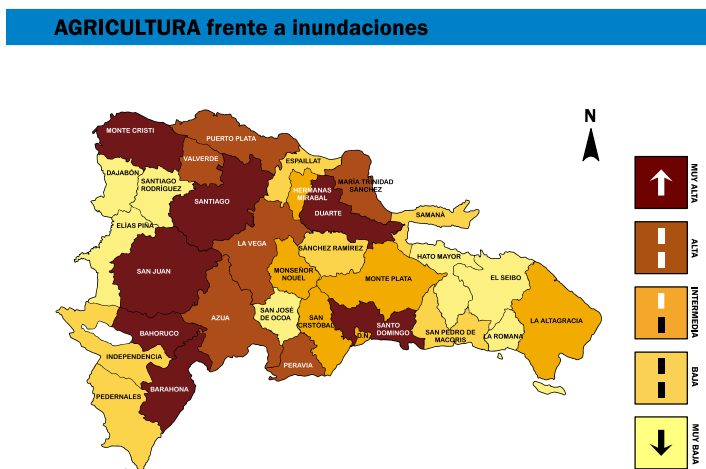 AGRICULTURA frente a inundaciones
N
MONTE CRISTI
PUERTO PLATA
VALVERDE
ESPAILLAT
DAJABÓN
SANTIAGO
RODRÍGUEZ
MARÍA TRINIDAD
SÁNCHEZ
HERMANAS
MIRABAL
SANTIAGO
DUARTE
SAMANÁ
ELÍAS PIÑA
LA VEGA
SÁNCHEZ RAMÍREZ
HATO MAYOR
SAN JUAN
MONSEÑOR
NOUEL
MONTE PLATA
EL SEIBO
SAN JOSÉ
DE OCOA
AZUA
SAN
CRSTÓBAL
LA ALTAGRACIA
BAHORUCO
SANTO
DOMINGO
D.N.
SAN PEDRO DE
MACORIS
LA ROMANA
INDEPENDENCIA
PERAVIA
BARAHONA
PEDERNALES
MUY ALTA
ALTA
INTERMEDIA
BAJA
MUY BAJA